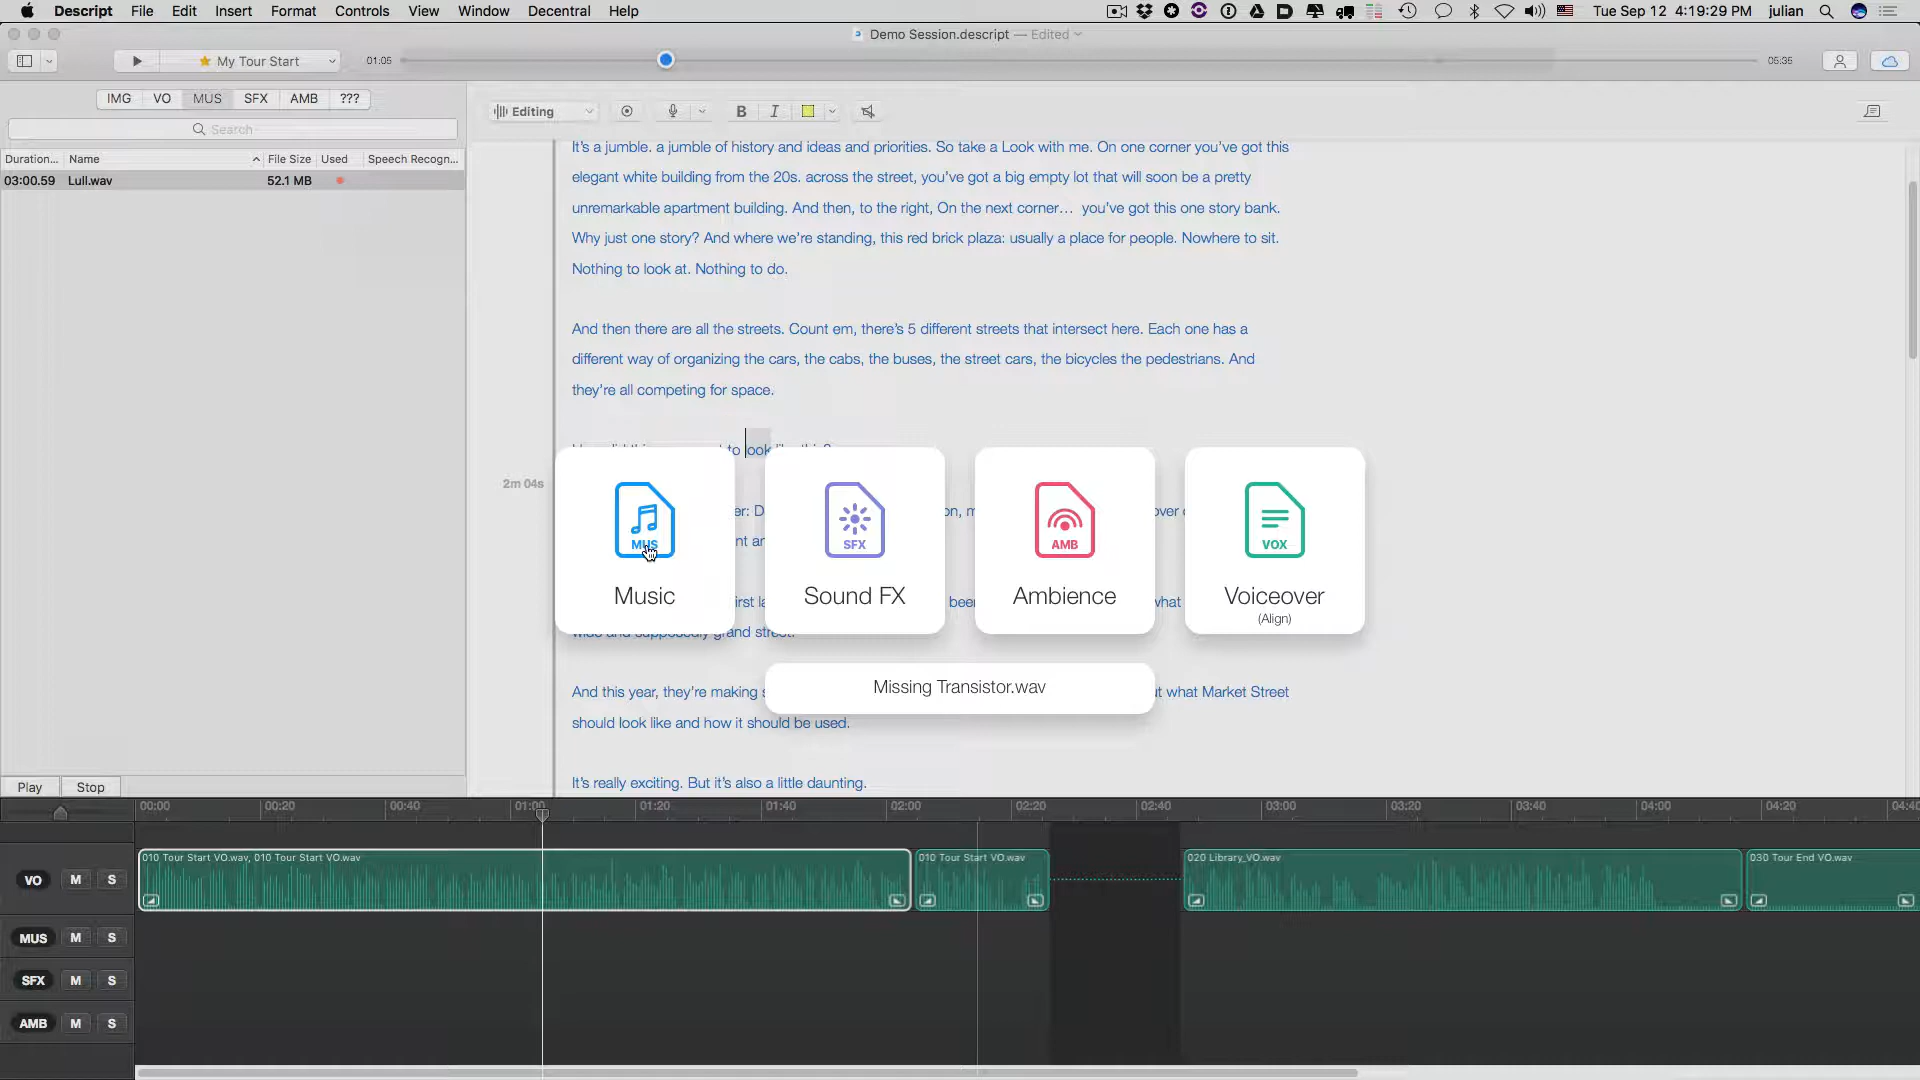 Descript File Edit Insert Format Controls View Window Decentral Help
Tue Sep 12 4:19:29 PM julian
Demo Session.descript — Edited
My Tour Start 01:05 05:35
IMG VO MUS SFX AMB ???
Editing B I
Search
Duration... Name File Size Used Speech Recogn...
03:00.59 Lull.wav 52.1 MB
It's a jumble. a jumble of history and ideas and priorities. So take a Look with me. On one corner you've got this
elegant white building from the 20s. across the street, you've got a big empty lot that will soon be a pretty
unremarkable apartment building. And then, to the right, On the next corner… you've got this one story bank.
Why just one story? And where we're standing, this red brick plaza: usually a place for people. Nowhere to sit.
Nothing to look at. Nothing to do.
And then there are all the streets. Count em, there's 5 different streets that intersect here. Each one has a
different way of organizing the cars, the cabs, the buses, the street cars, the bicycles the pedestrians. And
they're all competing for space.
to look like this?
2m 04s
MUS SFX AMB VOX
Music Sound FX Ambience Voiceover
(Align)
grand street.
Missing Transistor.wav
And this year, they're making
what Market Street
should look like and how it should be used.
It's really exciting. But it's also a little daunting.
Play Stop
00:00 00:20 00:40 01:00 01:20 01:40 02:00 02:20 02:40 03:00 03:20 03:40 04:00 04:20 04:40
010 Tour Start VO.wav, 010 Tour Start VO.wav 010 Tour Start VO.wav 020 Library_VO.wav 030 Tour End VO.wav
VO M S
MUS M S
SFX M S
AMB M S